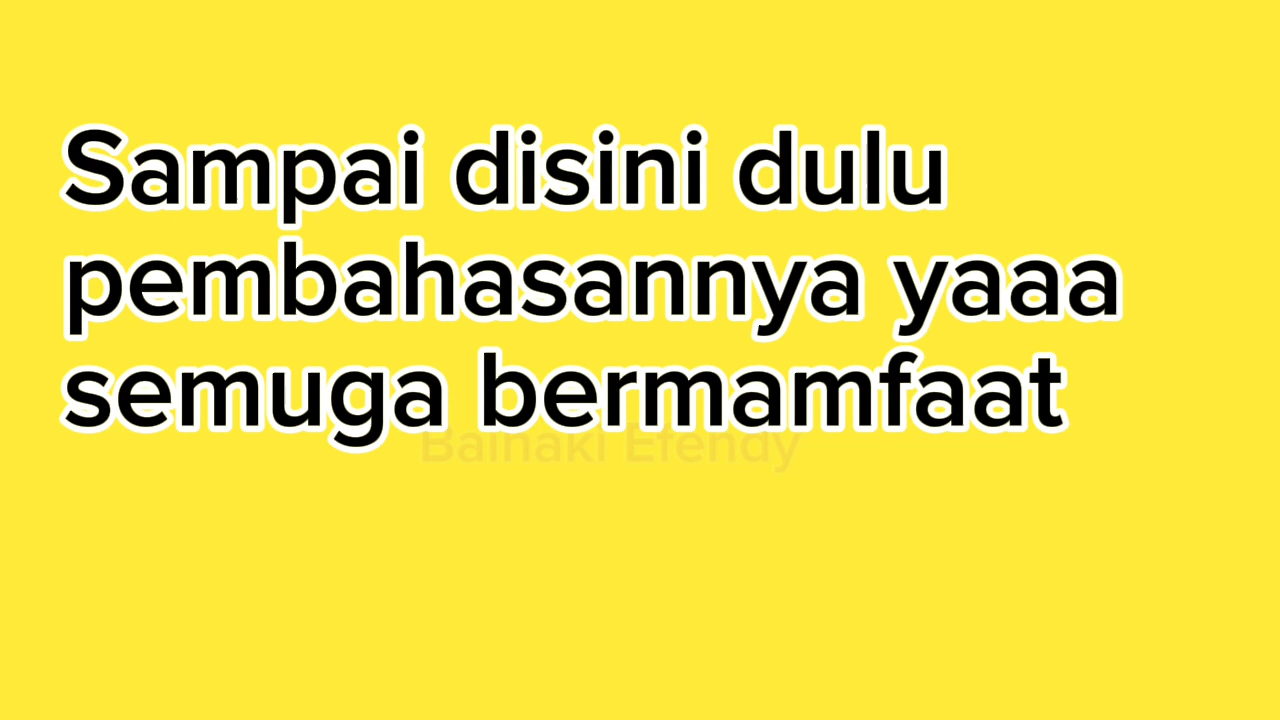 Sampai disini dulu
pembahasannya yaaa
semuga bermamfaat
Bainaki Efendy